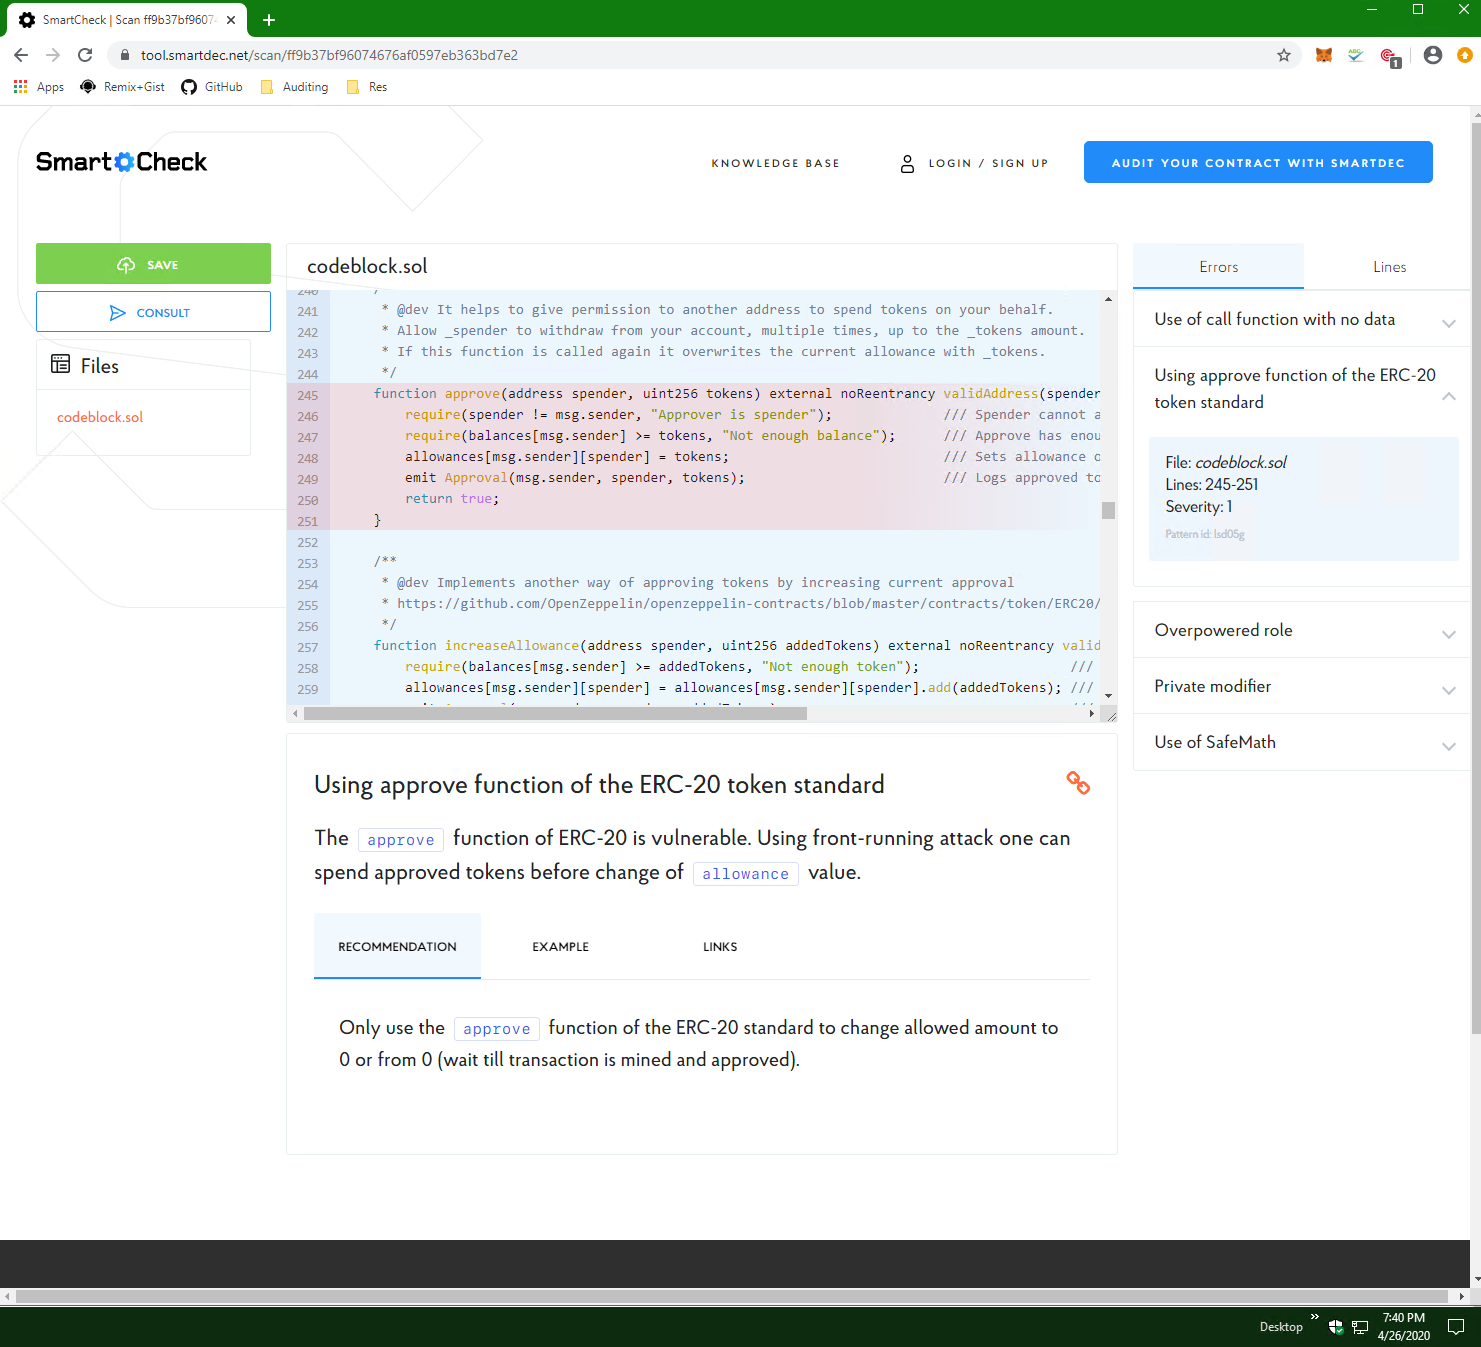 SmartCheck | Scan ff9b37bf9607
tool.smartdec.net/scan/ff9b37bf96074676af0597eb363bd7e2
ABC
1
Apps
Remix+Gist
GitHub
Auditing
Res
SmartCheck
KNOWLEDGE BASE
LOGIN / SIGN UP
AUDIT YOUR CONTRACT WITH SMARTDEC
SAVE
CONSULT
Files
codeblock.sol
codeblock.sol
240
241 * @dev It helps to give permission to another address to spend tokens on your behalf.
242 * Allow _spender to withdraw from your account, multiple times, up to the _tokens amount.
243 * If this function is called again it overwrites the current allowance with _tokens.
244 */
245 function approve(address spender, uint256 tokens) external noReentrancy validAddress(spender
246 require(spender != msg.sender, "Approver is spender"); /// Spender cannot a
247 require(balances[msg.sender] >= tokens, "Not enough balance"); /// Approve has enou
248 allowances[msg.sender][spender] = tokens; /// Sets allowance o
249 emit Approval(msg.sender, spender, tokens); /// Logs approved to
250 return true;
251 }
252
253 /**
254 * @dev Implements another way of approving tokens by increasing current approval
255 * https://github.com/OpenZeppelin/openzeppelin-contracts/blob/master/contracts/token/ERC20/
256 */
257 function increaseAllowance(address spender, uint256 addedTokens) external noReentrancy valid
258 require(balances[msg.sender] >= addedTokens, "Not enough token"); ///
259 allowances[msg.sender][spender] = allowances[msg.sender][spender].add(addedTokens); ///
Using approve function of the ERC-20 token standard
The approve function of ERC-20 is vulnerable. Using front-running attack one can
spend approved tokens before change of allowance value.
RECOMMENDATION
EXAMPLE
LINKS
Only use the approve function of the ERC-20 standard to change allowed amount to
0 or from 0 (wait till transaction is mined and approved).
Errors
Lines
Use of call function with no data
Using approve function of the ERC-20
token standard
File: codeblock.sol
Lines: 245-251
Severity: 1
Pattern id: lsd05g
Overpowered role
Private modifier
Use of SafeMath
Desktop
7:40 PM
4/26/2020